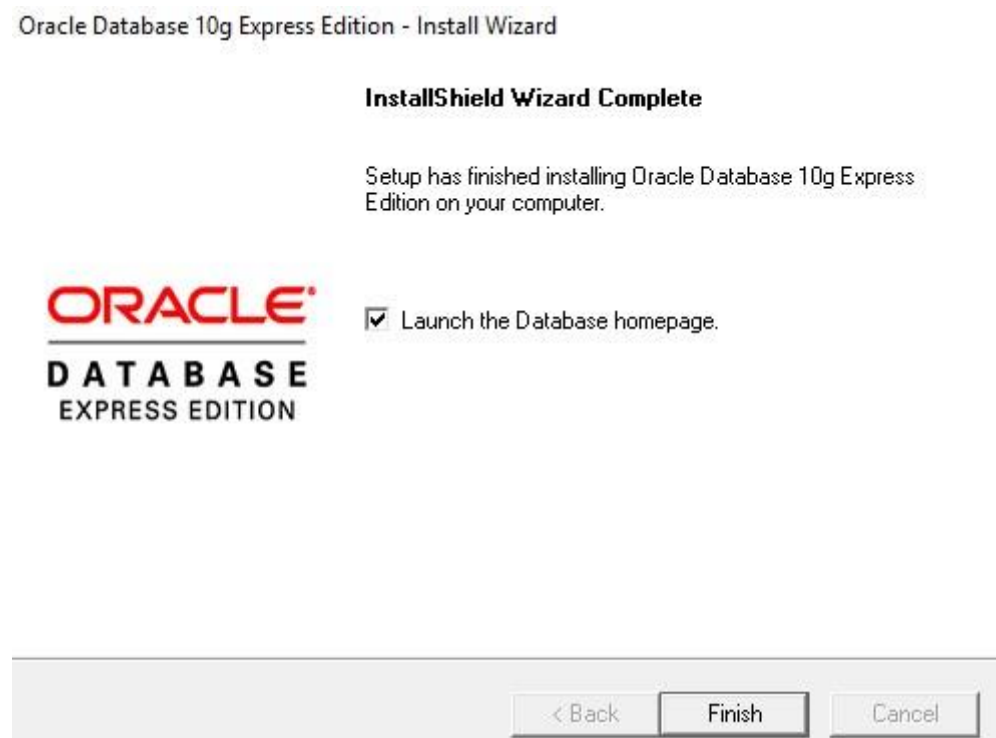 Oracle Database 10g Express Edition - Install Wizard
InstallShield Wizard Complete
Setup has finished installing Oracle Database 10g Express
Edition on your computer.
ORACLE
DATABASE
EXPRESS EDITION
Launch the Database homepage.
< Back
Finish
Cancel